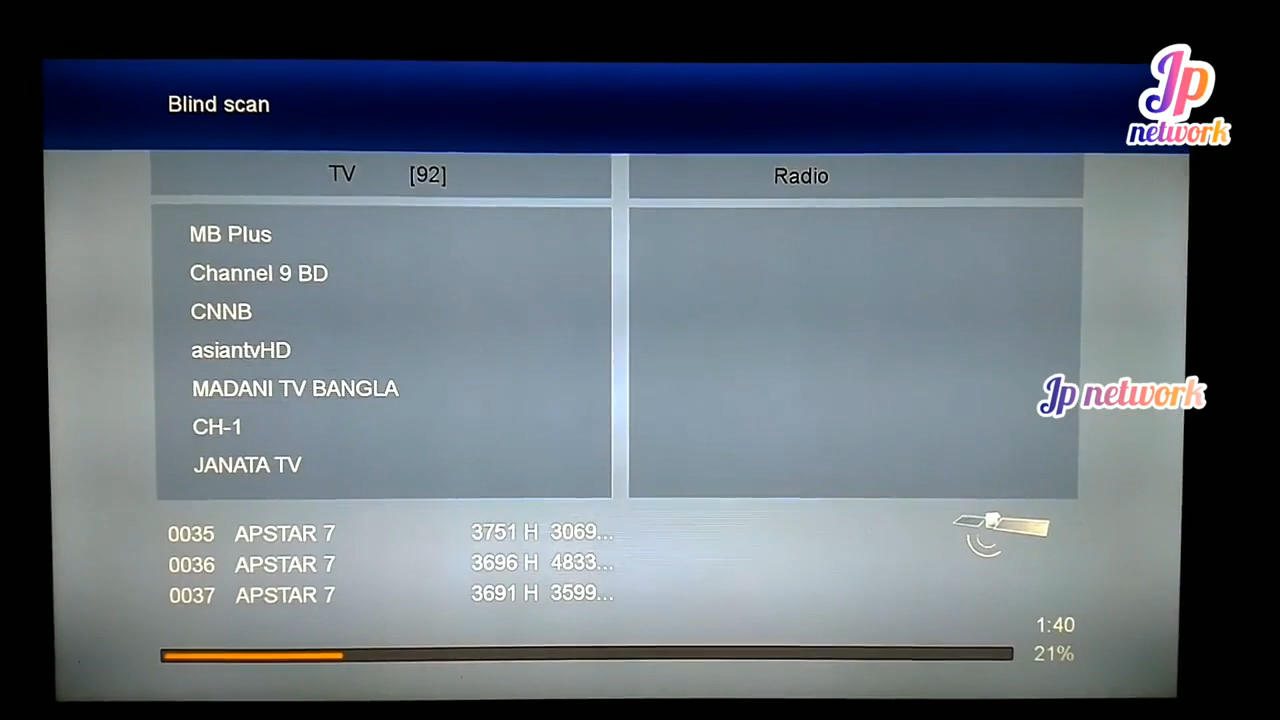 Jp
network
Blind scan
TV [92] Radio
MB Plus
Channel 9 BD
CNNB
asiantvHD
MADANI TV BANGLA
Jp network
CH-1
JANATA TV
0035 APSTAR 7 3751 H 3069...
0036 APSTAR 7 3696 H 4833...
0037 APSTAR 7 3691 H 3599...
1:40
21%